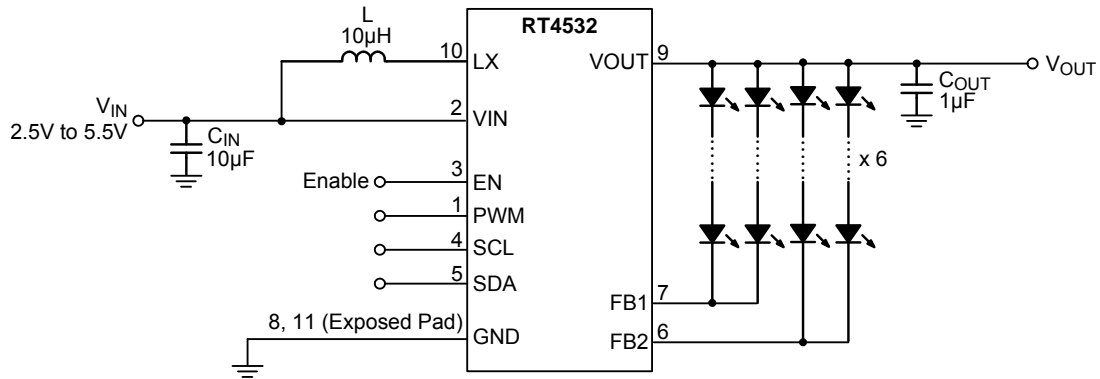 L
10µH
RT4532
10
LX
VOUT
9
VOUT
COUT
1µF
VIN
2.5V to 5.5V
2
VIN
CIN
10µF
x 6
Enable
3
EN
1
PWM
4
SCL
5
SDA
FB1
7
8, 11 (Exposed Pad)
GND
FB2
6